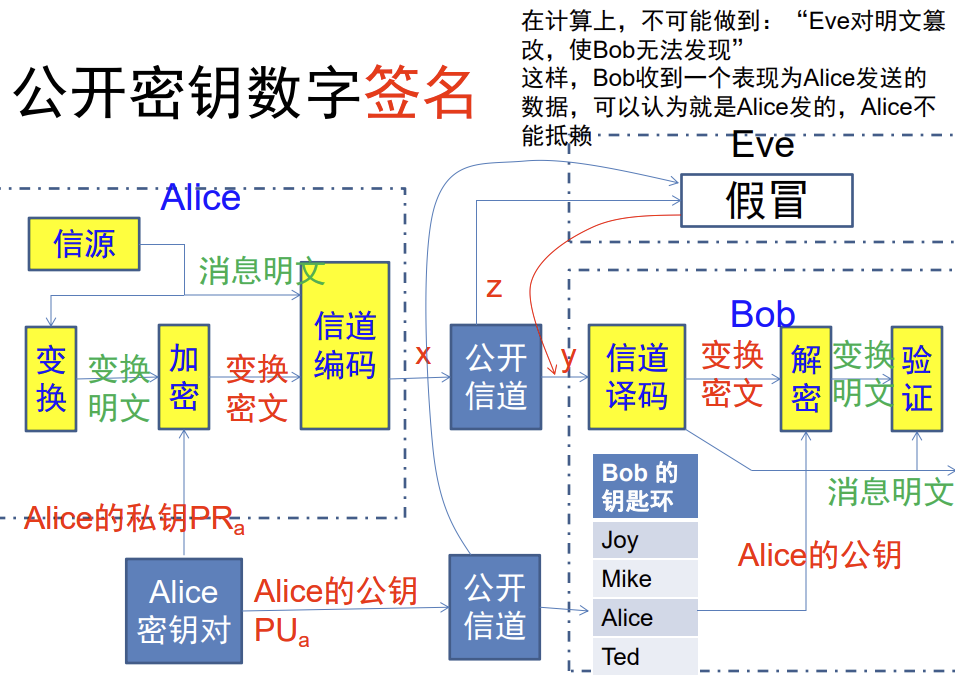 公开密钥数字签名
在计算上，不可能做到：“Eve对明文篡
改，使Bob无法发现”
这样，Bob收到一个表现为Alice发送的
数据，可以认为就是Alice发的，Alice不
能抵赖
Eve
假冒
Alice
信源
消息明文
变
换
变换
明文
加
密
变换
密文
信道
编码
x
z
公开
信道
y
Bob
信道
译码
变换
密文
解
密
变换
明文
验
证
消息明文
Alice的私钥PRa
Alice
密钥对
Alice的公钥
PUa
公开
信道
Bob 的
钥匙环
Joy
Mike
Alice
Ted
Alice的公钥